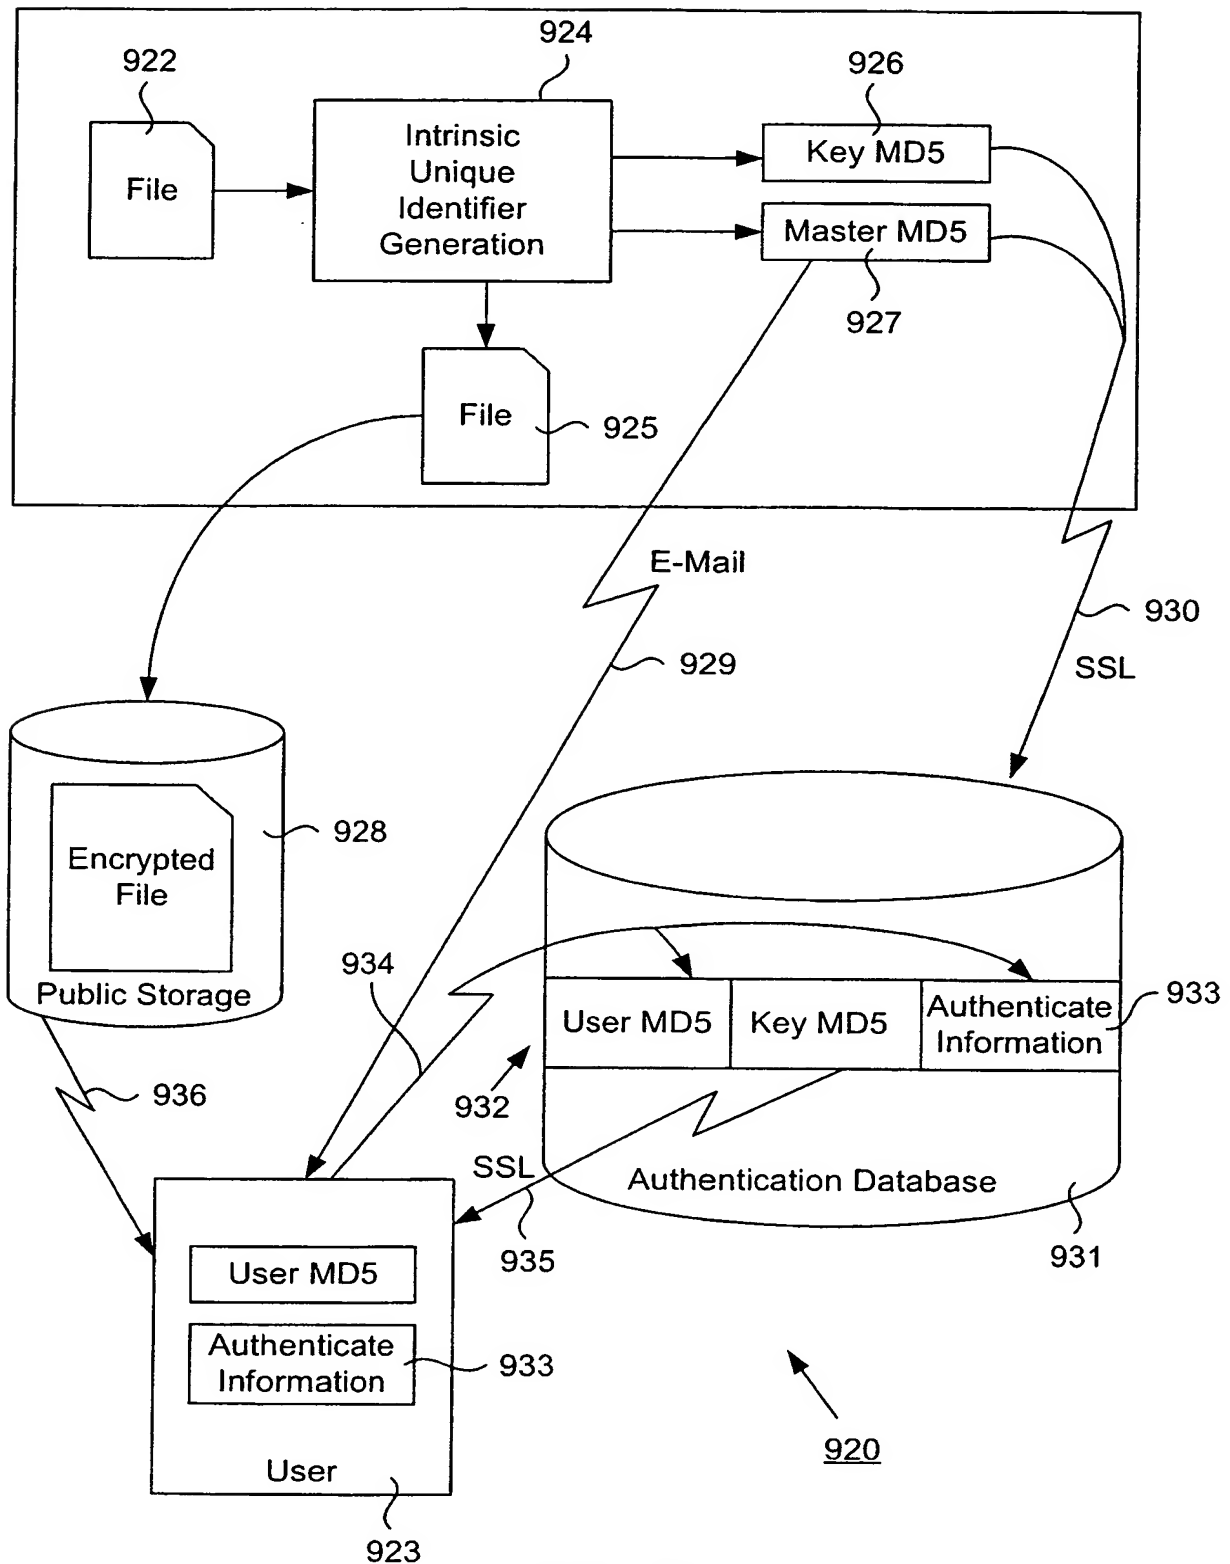 924
922
926
File
Intrinsic
Unique
Identifier
Generation
Key MD5
Master MD5
927
File
925
E-Mail
930
929
SSL
928
Encrypted
File
Public Storage
934
933
User MD5
Key MD5
Authenticate
Information
936
932
SSL
Authentication Database
935
931
User MD5
Authenticate
Information
933
920
User
923